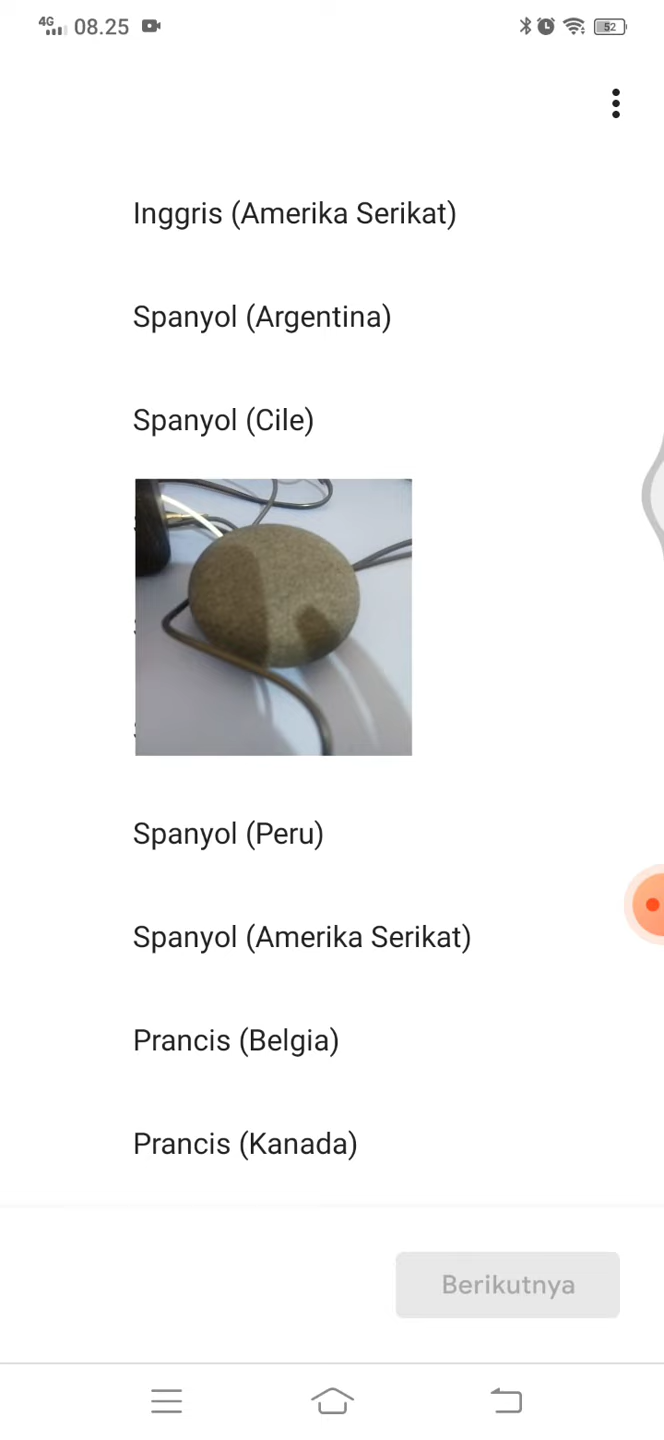 4G 08.25 52
Inggris (Amerika Serikat)
Spanyol (Argentina)
Spanyol (Cile)
Spanyol (Peru)
Spanyol (Amerika Serikat)
Prancis (Belgia)
Prancis (Kanada)
Berikutnya